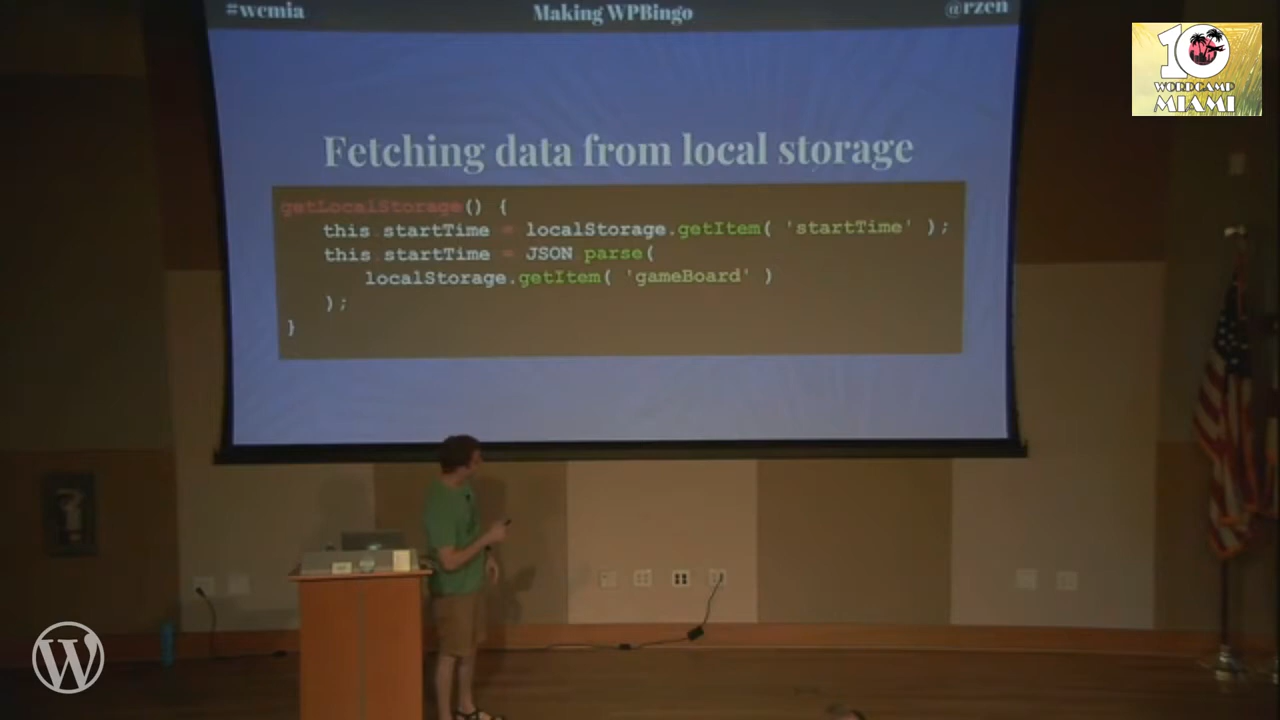 #wcmia
Making WPBingo
@rzen
10
WORDCAMP
MIAMI
Fetching data from local storage
getLocalStorage() {
this.startTime = localStorage.getItem( 'startTime' );
this.startTime = JSON.parse(
localStorage.getItem( 'gameBoard' )
);
}
W